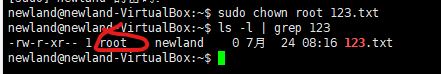 newland@newland-VirtualBox:~$ sudo chown root 123.txt
newland@newland-VirtualBox:~$ ls -l | grep 123
-rw-r-xr-- 1 root newland 0 7月 24 08:16 123.txt
newland@newland-VirtualBox:~$